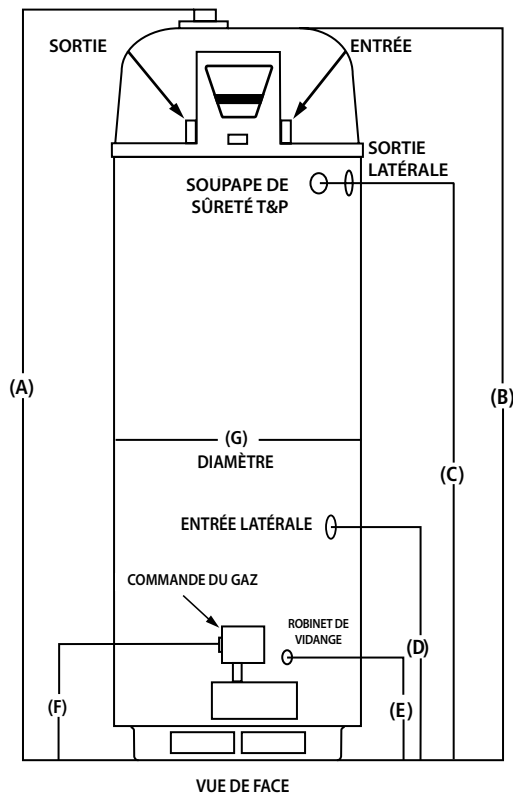 SORTIE
ENTRÉE
SORTIE
LATÉRALE
SOUPAPE DE
SÛRETÉ T&P
(A)
(B)
(G)
DIAMÈTRE
(C)
ENTRÉE LATÉRALE
COMMANDE DU GAZ
ROBINET DE
VIDANGE
(D)
(F)
(E)
VUE DE FACE